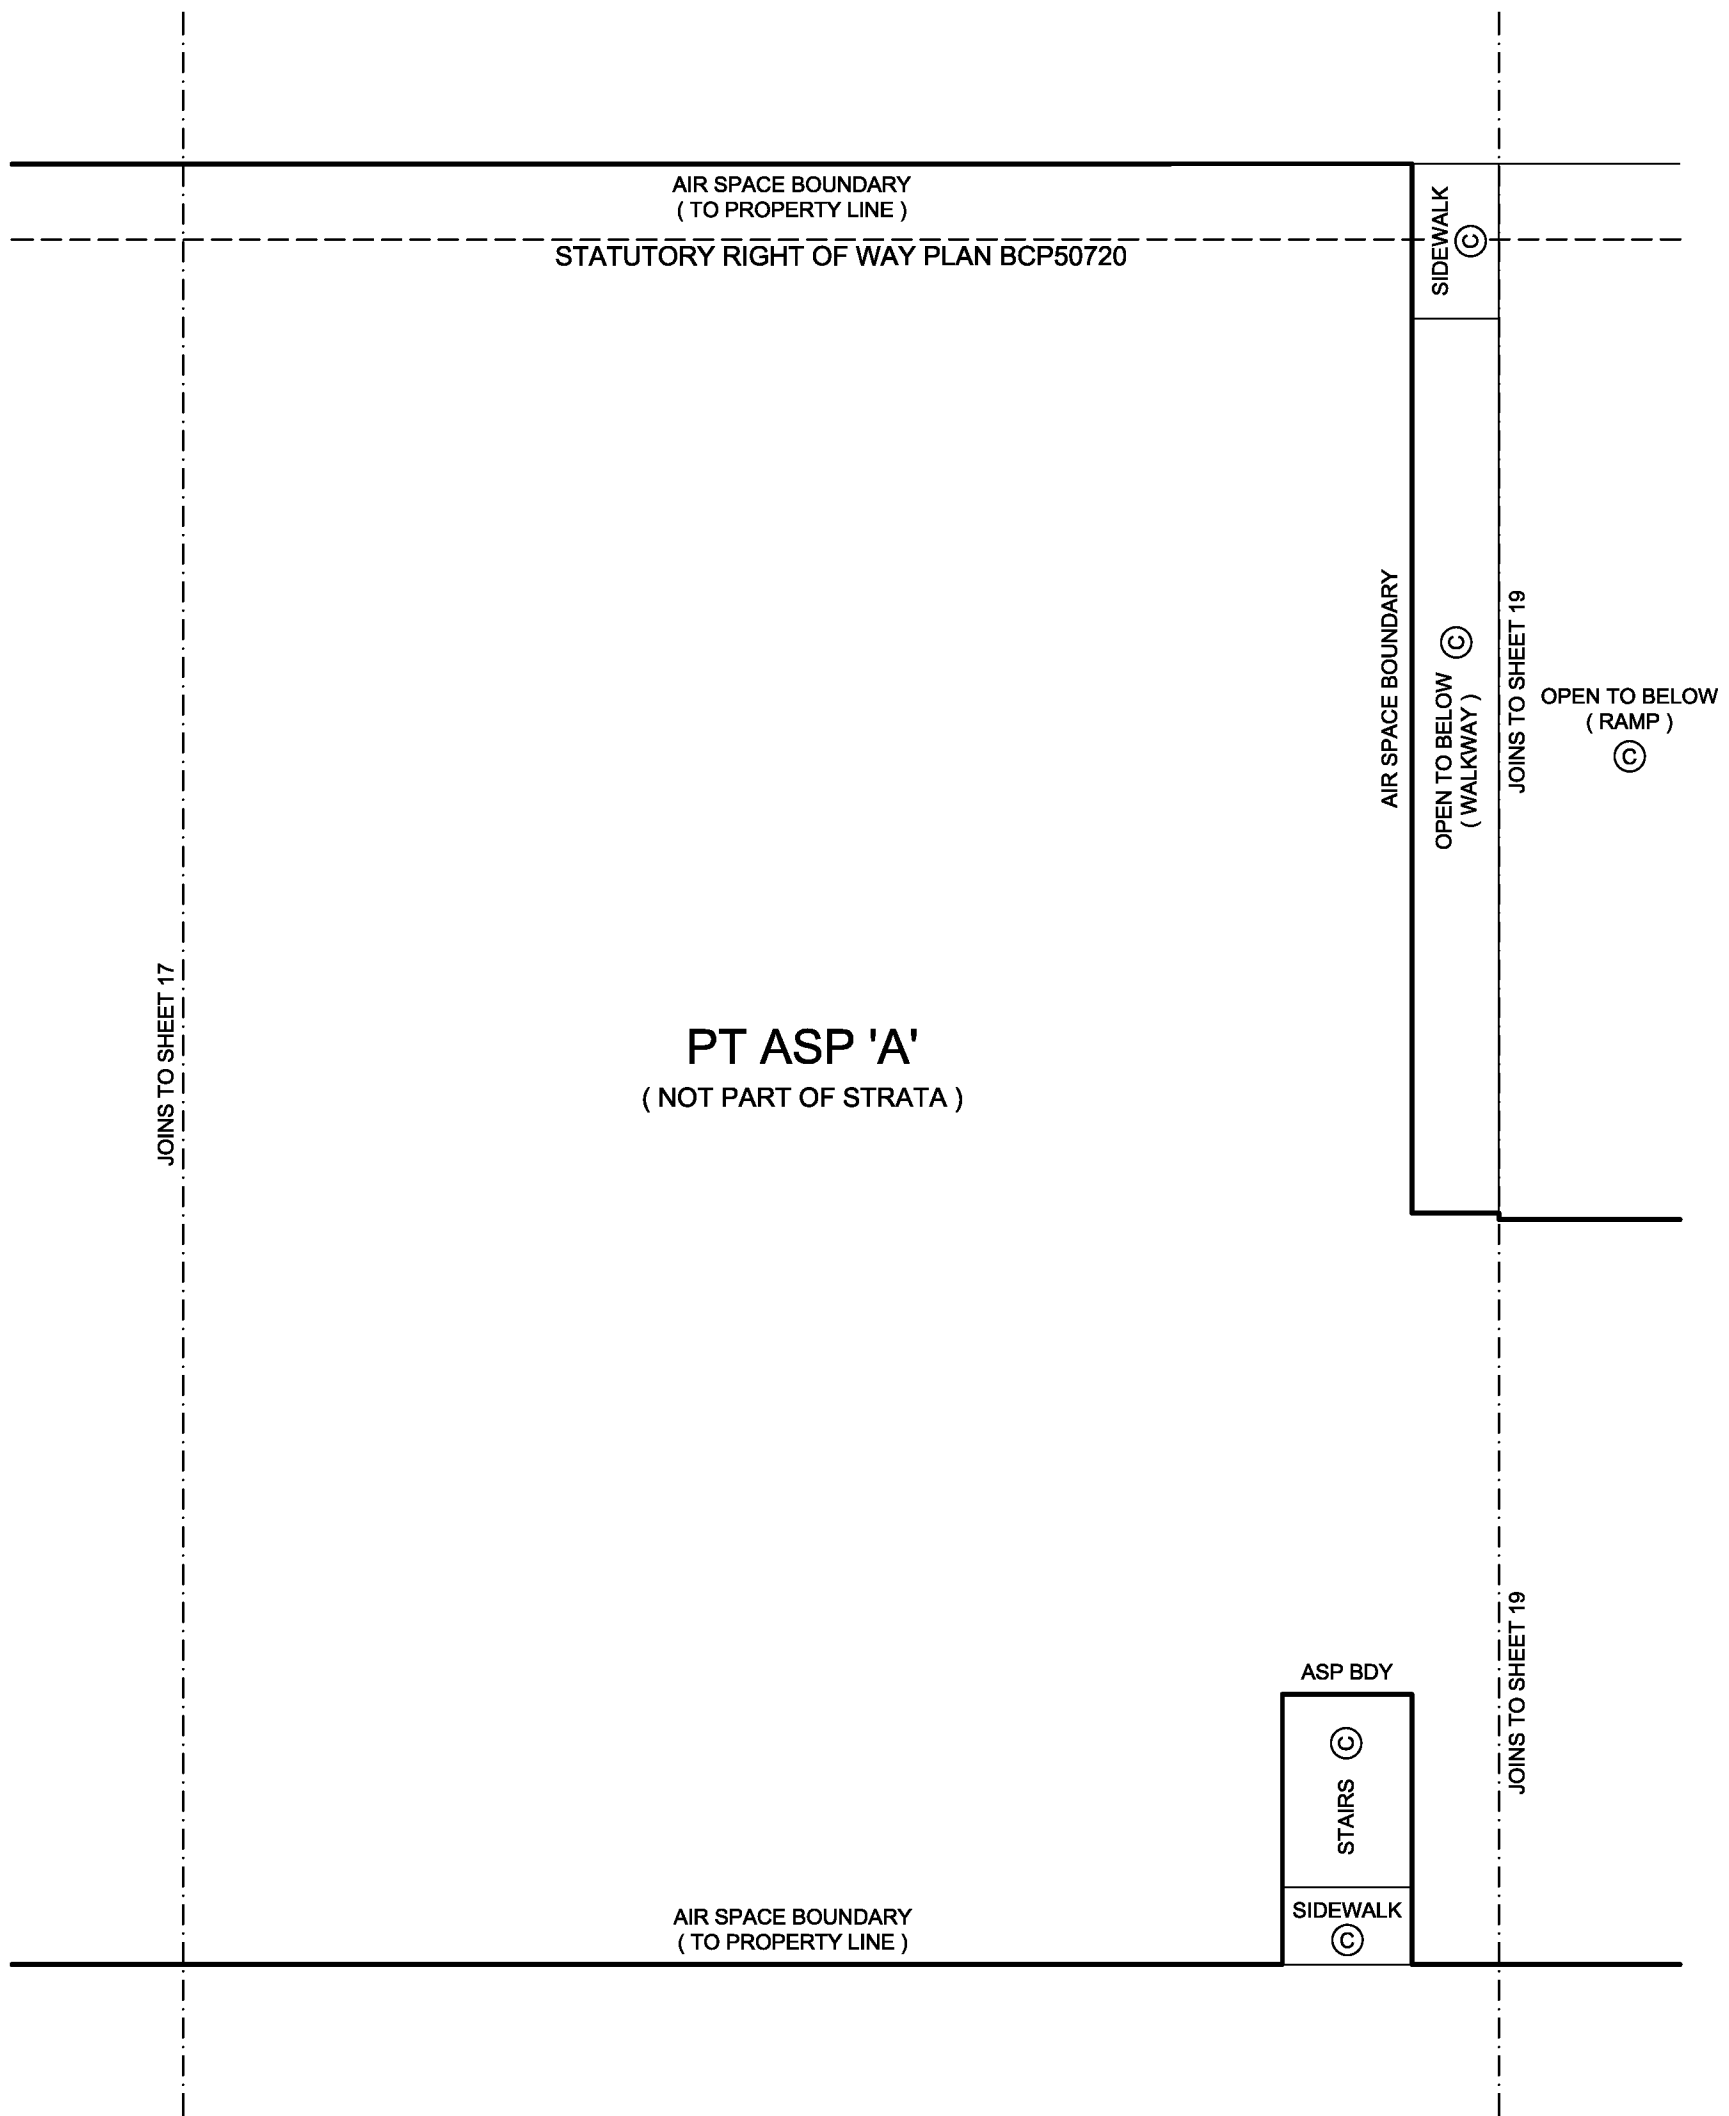 AIR SPACE BOUNDARY
( TO PROPERTY LINE )
STATUTORY RIGHT OF WAY PLAN BCP50720
SIDEWALK
©
AIR SPACE BOUNDARY
OPEN TO BELOW ©
( WALKWAY )
JOINS TO SHEET 19
OPEN TO BELOW
( RAMP )
©
JOINS TO SHEET 17
PT ASP 'A'
( NOT PART OF STRATA )
JOINS TO SHEET 19
ASP BDY
STAIRS ©
SIDEWALK
©
AIR SPACE BOUNDARY
( TO PROPERTY LINE )